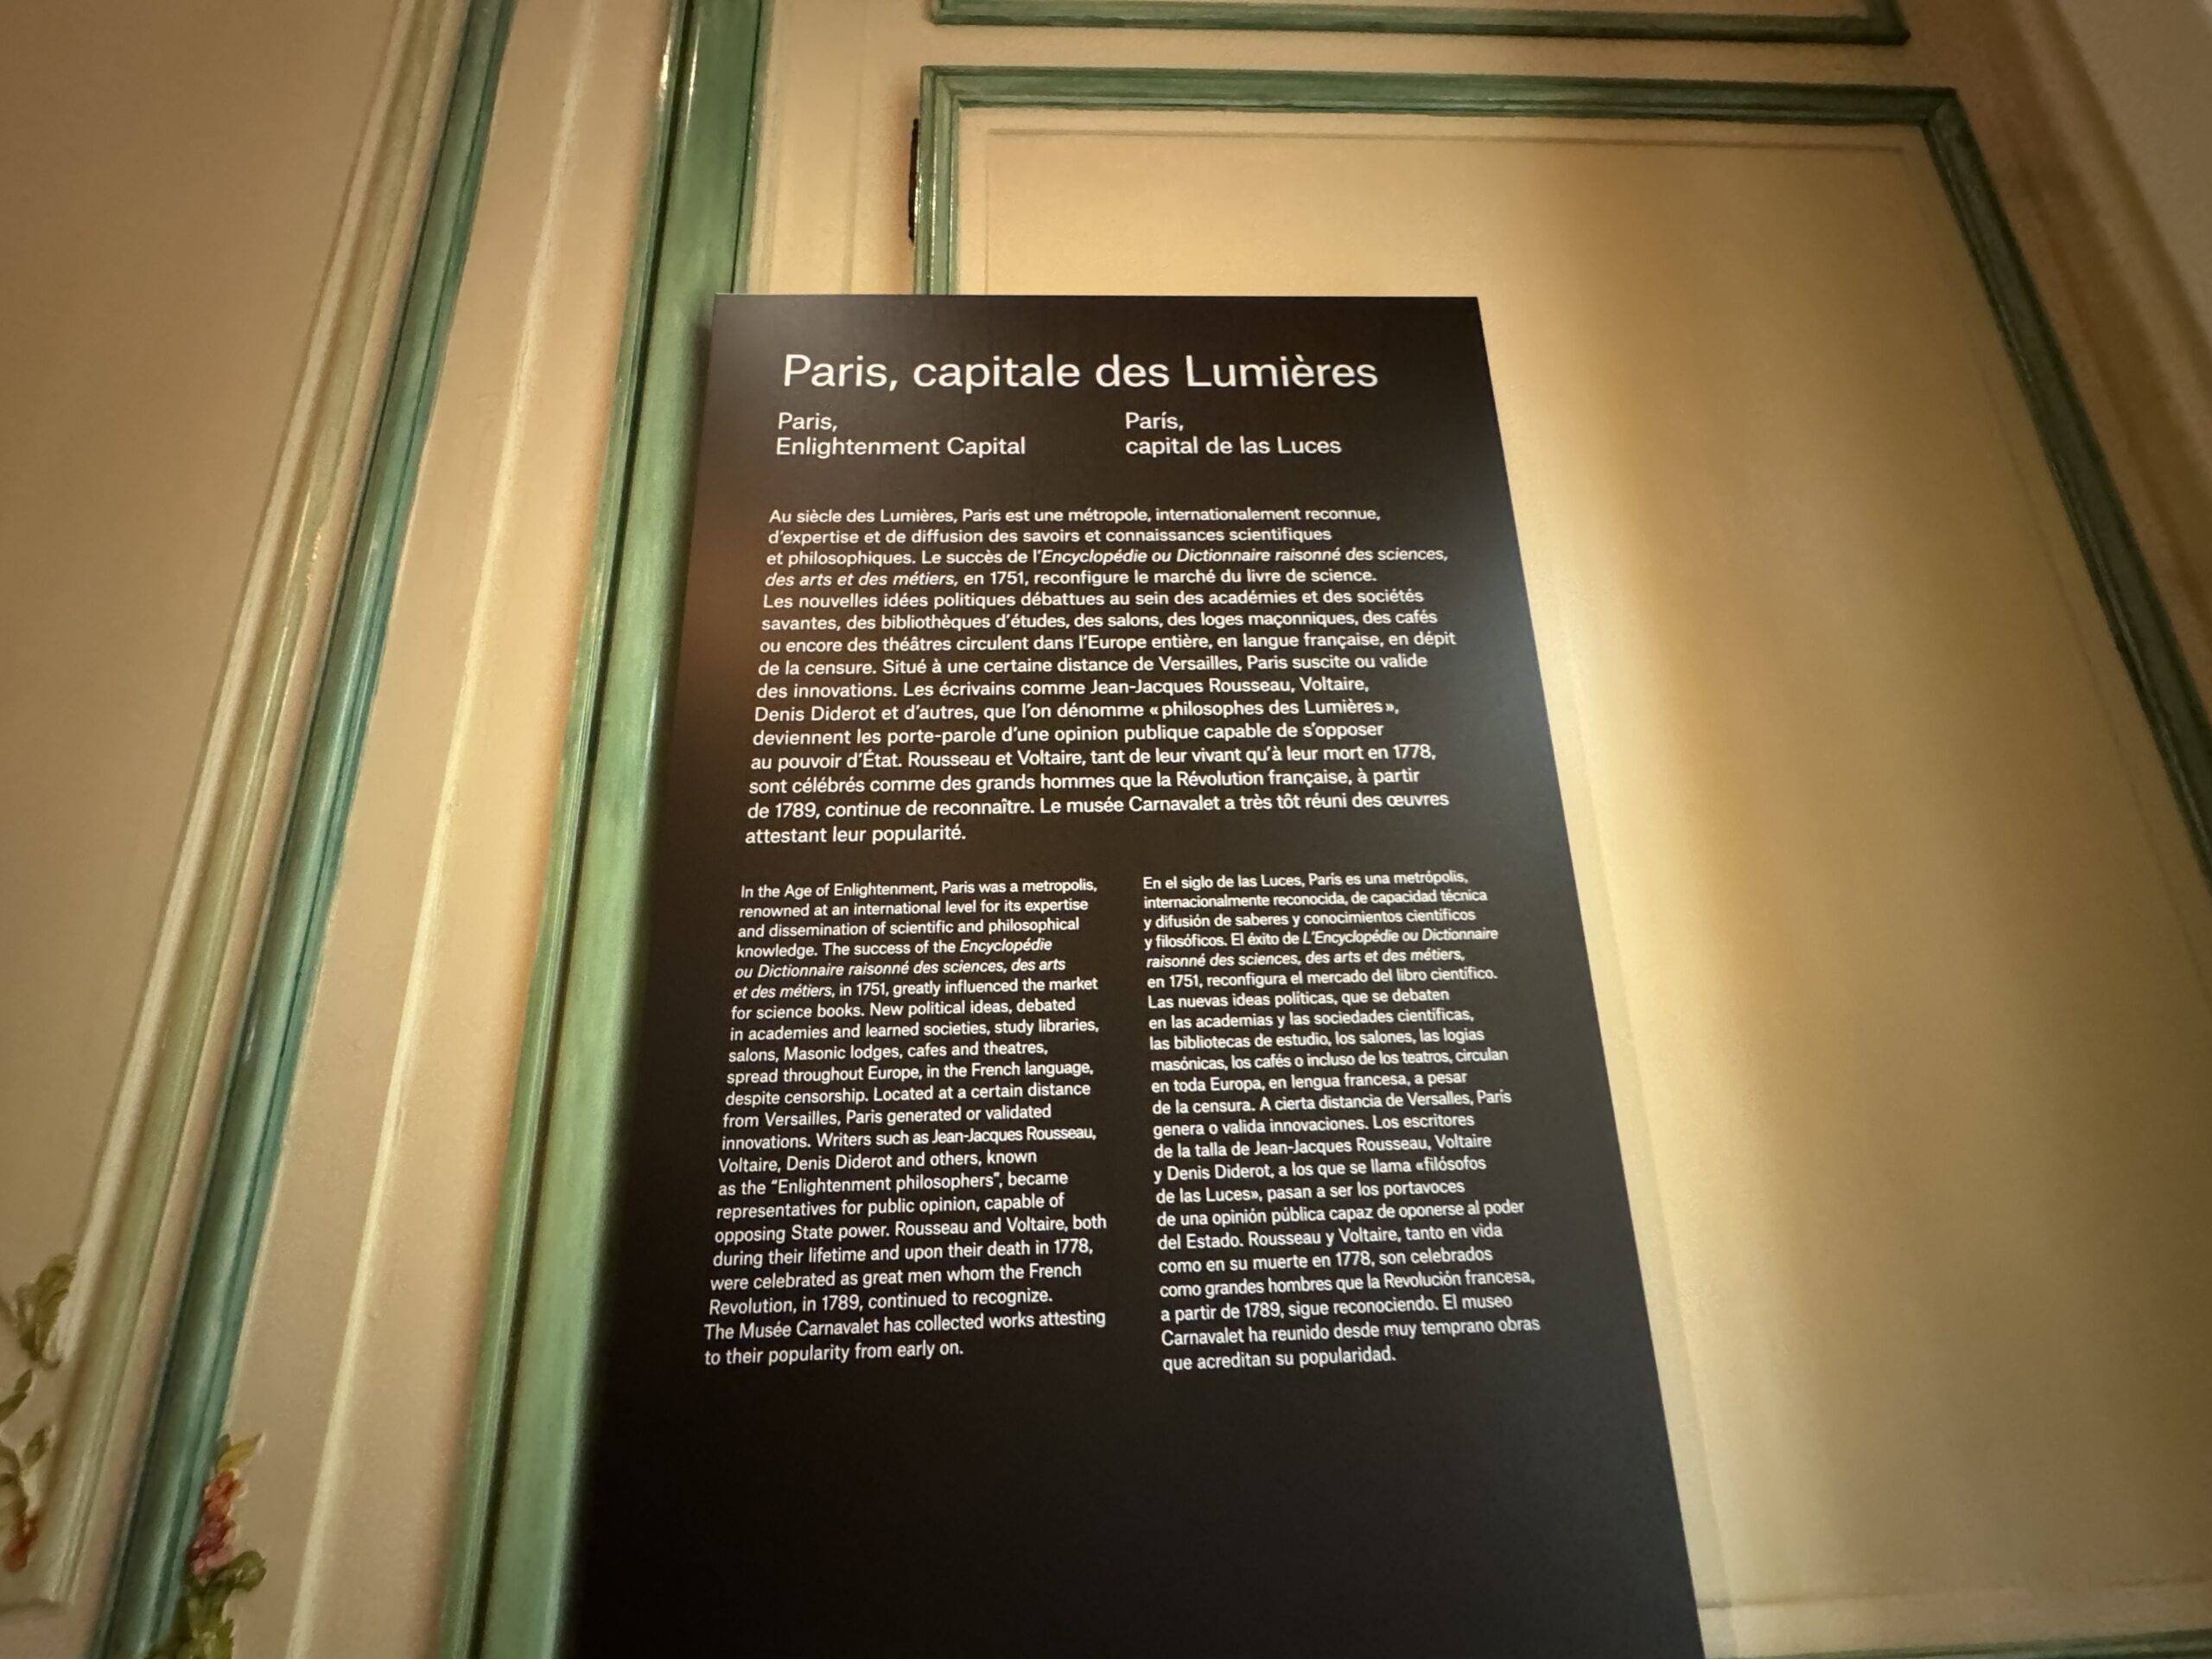 Paris, capitale des Lumières
Paris,
Enlightenment Capital
París,
capital de las Luces
Au siècle des Lumières, Paris est une métropole, internationalement reconnue,
d'expertise et de diffusion des savoirs et connaissances scientifiques
et philosophiques. Le succès de l'Encyclopédie ou Dictionnaire raisonné des sciences,
des arts et des métiers, en 1751, reconfigure le marché du livre de science.
Les nouvelles idées politiques débattues au sein des académies et des sociétés
savantes, des bibliothèques d'études, des salons, des loges maçonniques, des cafés
ou encore des théâtres circulent dans l'Europe entière, en langue française, en dépit
de la censure. Situé à une certaine distance de Versailles, Paris suscite ou valide
des innovations. Les écrivains comme Jean-Jacques Rousseau, Voltaire,
Denis Diderot et d'autres, que l'on dénomme « philosophes des Lumières »,
deviennent les porte-parole d'une opinion publique capable de s'opposer
au pouvoir d'État. Rousseau et Voltaire, tant de leur vivant qu'à leur mort en 1778,
sont célébrés comme des grands hommes que la Révolution française, à partir
de 1789, continue de reconnaître. Le musée Carnavalet a très tôt réuni des œuvres
attestant leur popularité.
In the Age of Enlightenment, Paris was a metropolis,
renowned at an international level for its expertise
and dissemination of scientific and philosophical
knowledge. The success of the Encyclopédie
ou Dictionnaire raisonné des sciences, des arts
et des métiers, in 1751, greatly influenced the market
for science books. New political ideas, debated
in academies and learned societies, study libraries,
salons, Masonic lodges, cafes and theatres,
spread throughout Europe, in the French language,
despite censorship. Located at a certain distance
from Versailles, Paris generated or validated
innovations. Writers such as Jean-Jacques Rousseau,
Voltaire, Denis Diderot and others, known
as the “Enlightenment philosophers”, became
representatives for public opinion, capable of
opposing State power. Rousseau and Voltaire, both
during their lifetime and upon their death in 1778,
were celebrated as great men whom the French
Revolution, in 1789, continued to recognize.
The Musée Carnavalet has collected works attesting
to their popularity from early on.
En el siglo de las Luces, París es una metrópolis,
internacionalmente reconocida, de capacidad técnica
y difusión de saberes y conocimientos científicos
y filosóficos. El éxito de L'Encyclopédie ou Dictionnaire
raisonné des sciences, des arts et des métiers,
en 1751, reconfigura el mercado del libro científico.
Las nuevas ideas políticas, que se debaten
en las academias y las sociedades científicas,
las bibliotecas de estudio, los salones, las logias
masónicas, los cafés o incluso de los teatros, circulan
en toda Europa, en lengua francesa, a pesar
de la censura. A cierta distancia de Versalles, París
genera o valida innovaciones. Los escritores
de la talla de Jean-Jacques Rousseau, Voltaire
y Denis Diderot, a los que se llama «filósofos
de las Luces», pasan a ser los portavoces
de una opinión pública capaz de oponerse al poder
del Estado. Rousseau y Voltaire, tanto en vida
como en su muerte en 1778, son celebrados
como grandes hombres que la Revolución francesa,
a partir de 1789, sigue reconociendo. El museo
Carnavalet ha reunido desde muy temprano obras
que acreditan su popularidad.